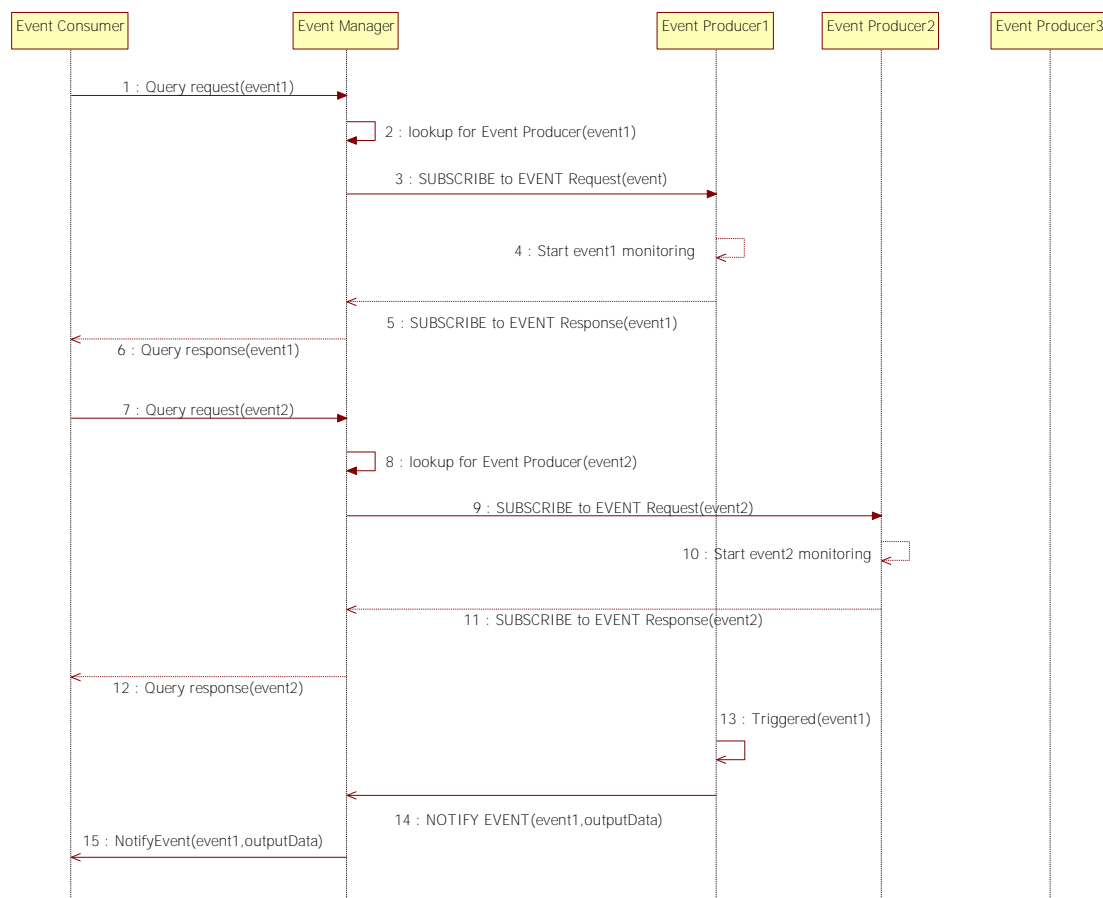 Event Consumer
Event Manager
Event Producer1
Event Producer2
Event Producer3
1 : Query request(event1)
2 : lookup for Event Producer(event1)
3 : SUBSCRIBE to EVENT Request(event)
4 : Start event1 monitoring
5 : SUBSCRIBE to EVENT Response(event1)
6 : Query response(event1)
7 : Query request(event2)
8 : lookup for Event Producer(event2)
9 : SUBSCRIBE to EVENT Request(event2)
10 : Start event2 monitoring
11 : SUBSCRIBE to EVENT Response(event2)
12 : Query response(event2)
13 : Triggered(event1)
14 : NOTIFY EVENT(event1,outputData)
15 : NotifyEvent(event1,outputData)